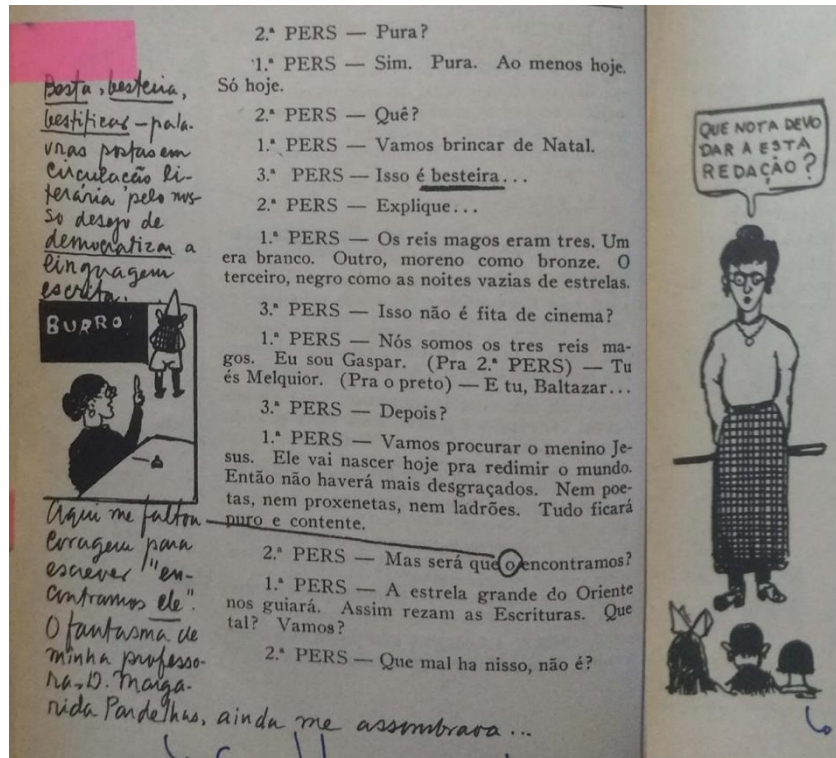 2.ª PERS — Pura?
1.ª PERS — Sim. Pura. Ao menos hoje.
Só hoje.
2.ª PERS — Quê?
1.ª PERS — Vamos brincar de Natal.
3.ª PERS — Isso é besteira...
2.ª PERS — Explique...
1.ª PERS — Os reis magos eram tres. Um
era branco. Outro, moreno como bronze. O
terceiro, negro como as noites vazias de estrelas.
3.ª PERS — Isso não é fita de cinema?
1.ª PERS — Nós somos os tres reis ma-
gos. Eu sou Gaspar. (Pra 2.ª PERS) — Tu
és Melquior. (Pra o preto) — E tu, Baltazar...
3.ª PERS — Depois?
1.ª PERS — Vamos procurar o menino Je-
sus. Ele vai nascer hoje pra redimir o mundo.
Então não haverá mais desgraçados. Nem poe-
tas, nem proxenetas, nem ladrões. Tudo ficará
puro e contente.
2.ª PERS — Mas será que o encontramos?
1.ª PERS — A estrela grande do Oriente
nos guiará. Assim rezam as Escrituras. Que
tal? Vamos?
2.ª PERS — Que mal ha nisso, não é?
Bosta, besteira,
bestificar — pala-
vras postas em
circulação li-
terária pelo nos-
so desejo de
democratizar a
linguagem
escrita.
BURRO
Aqui me faltou
coragem para
escrever "en-
contramos ele".
O fantasma de
minha professo-
ra, D. Marga-
rida Pardelhas, ainda me assombrava...
QUE NOTA DEVO
DAR A ESTA
REDAÇÃO?